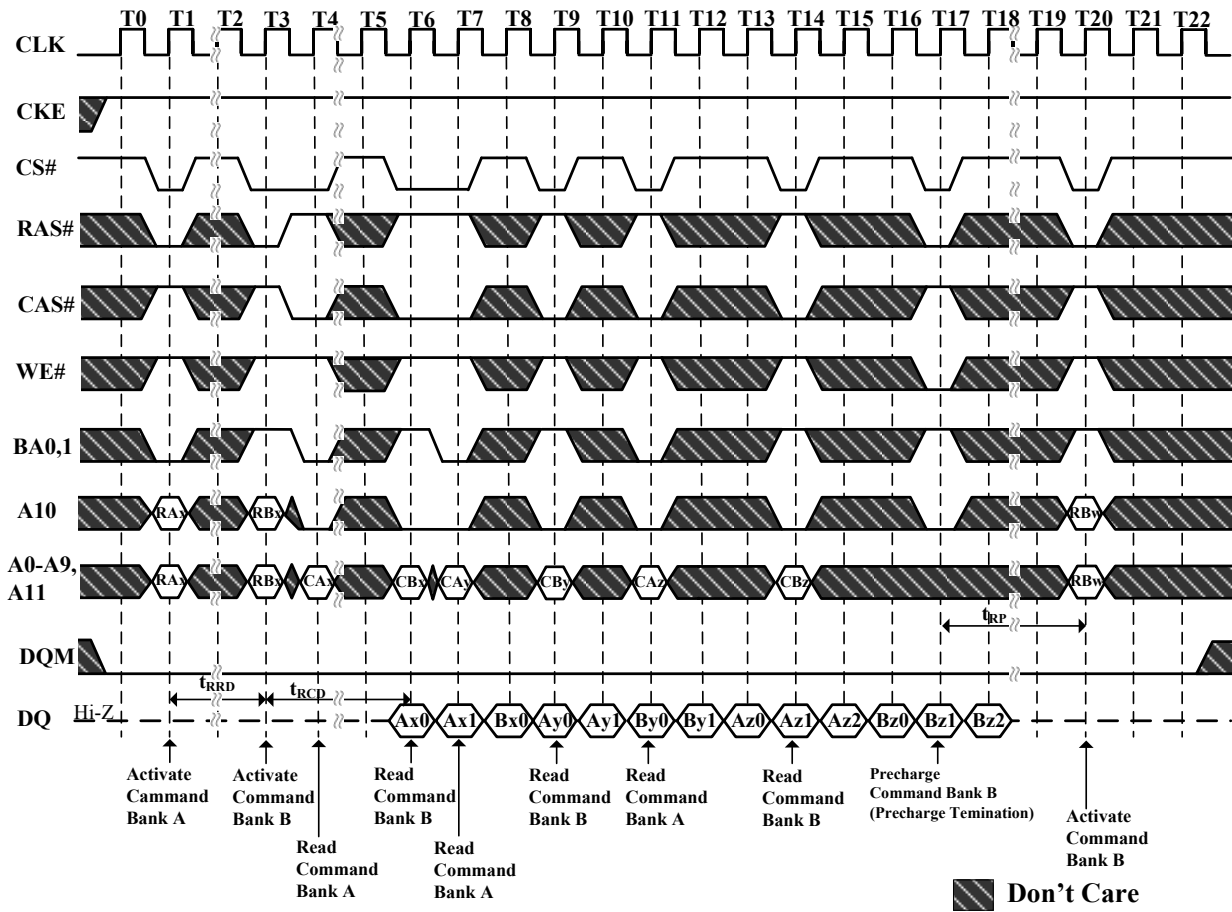 T0 T1 T2 T3 T4 T5 T6 T7 T8 T9 T10 T11 T12 T13 T14 T15 T16 T17 T18 T19 T20 T21 T22
CLK
CKE
CS#
RAS#
CAS#
WE#
BA0,1
A10 RAx RBx RBw
A0-A9,
A11
RAx RBx CAx CBx CAy CBy CAz CBz RBw
tRP
DQM
tRRD tRCD
DQ Hi-Z Ax0 Ax1 Bx0 Ay0 Ay1 By0 By1 Az0 Az1 Az2 Bz0 Bz1 Bz2
Activate
Cammand
Bank A
Activate
Command
Bank B
Read
Command
Bank A
Read
Command
Bank B
Read
Command
Bank A
Read
Command
Bank B
Read
Command
Bank A
Read
Command
Bank B
Precharge
Command Bank B
(Precharge Temination)
Activate
Command
Bank B
Don't Care